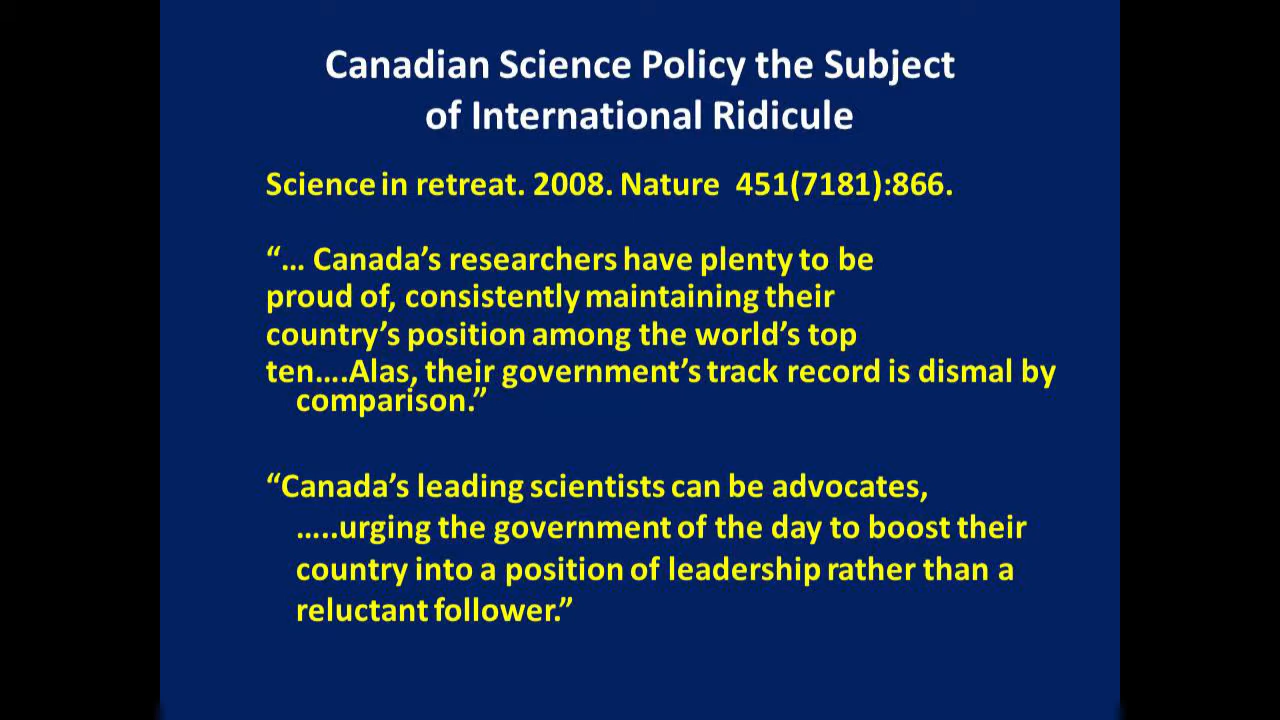 Canadian Science Policy the Subject
of International Ridicule
Science in retreat. 2008. Nature 451(7181):866.
“… Canada’s researchers have plenty to be
proud of, consistently maintaining their
country’s position among the world’s top
ten….Alas, their government’s track record is dismal by
comparison.”
“Canada’s leading scientists can be advocates,
…..urging the government of the day to boost their
country into a position of leadership rather than a
reluctant follower.”